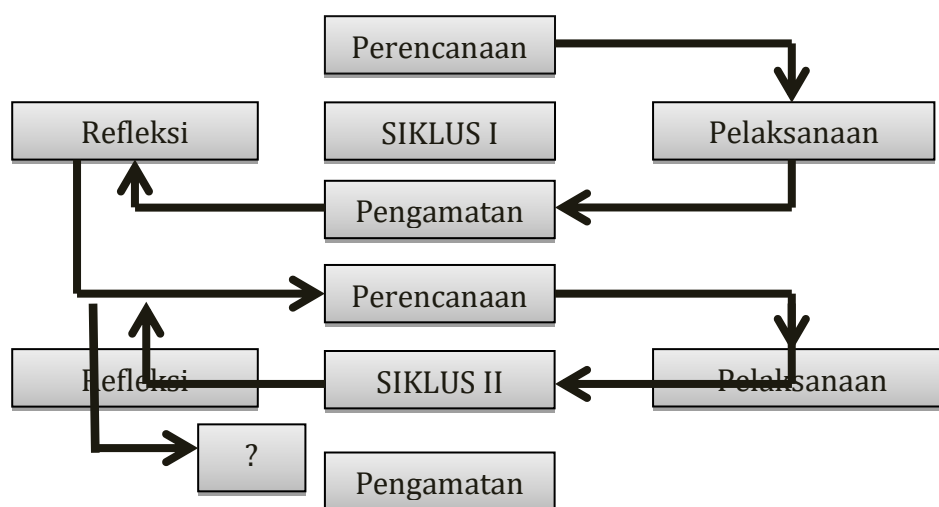 Perencanaan
Refleksi
SIKLUS I
Pelaksanaan
Pengamatan
Perencanaan
Refleksi
SIKLUS II
Pelaksanaan
?
Pengamatan